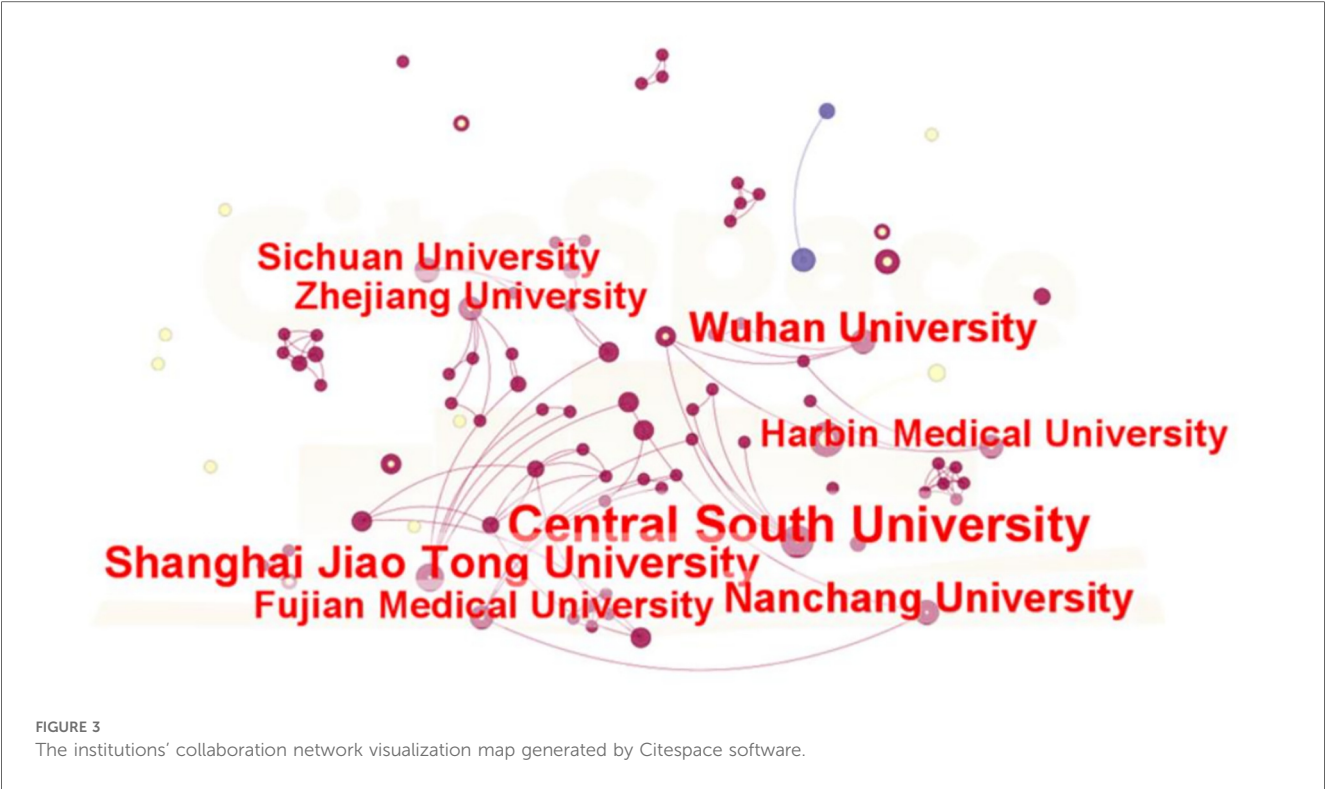 CiteSpace
Sichuan University
Zhejiang University
Wuhan University
Harbin Medical University
Central South University
Shanghai Jiao Tong University
Fujian Medical University
Nanchang University
FIGURE 3
The institutions' collaboration network visualization map generated by Citespace software.